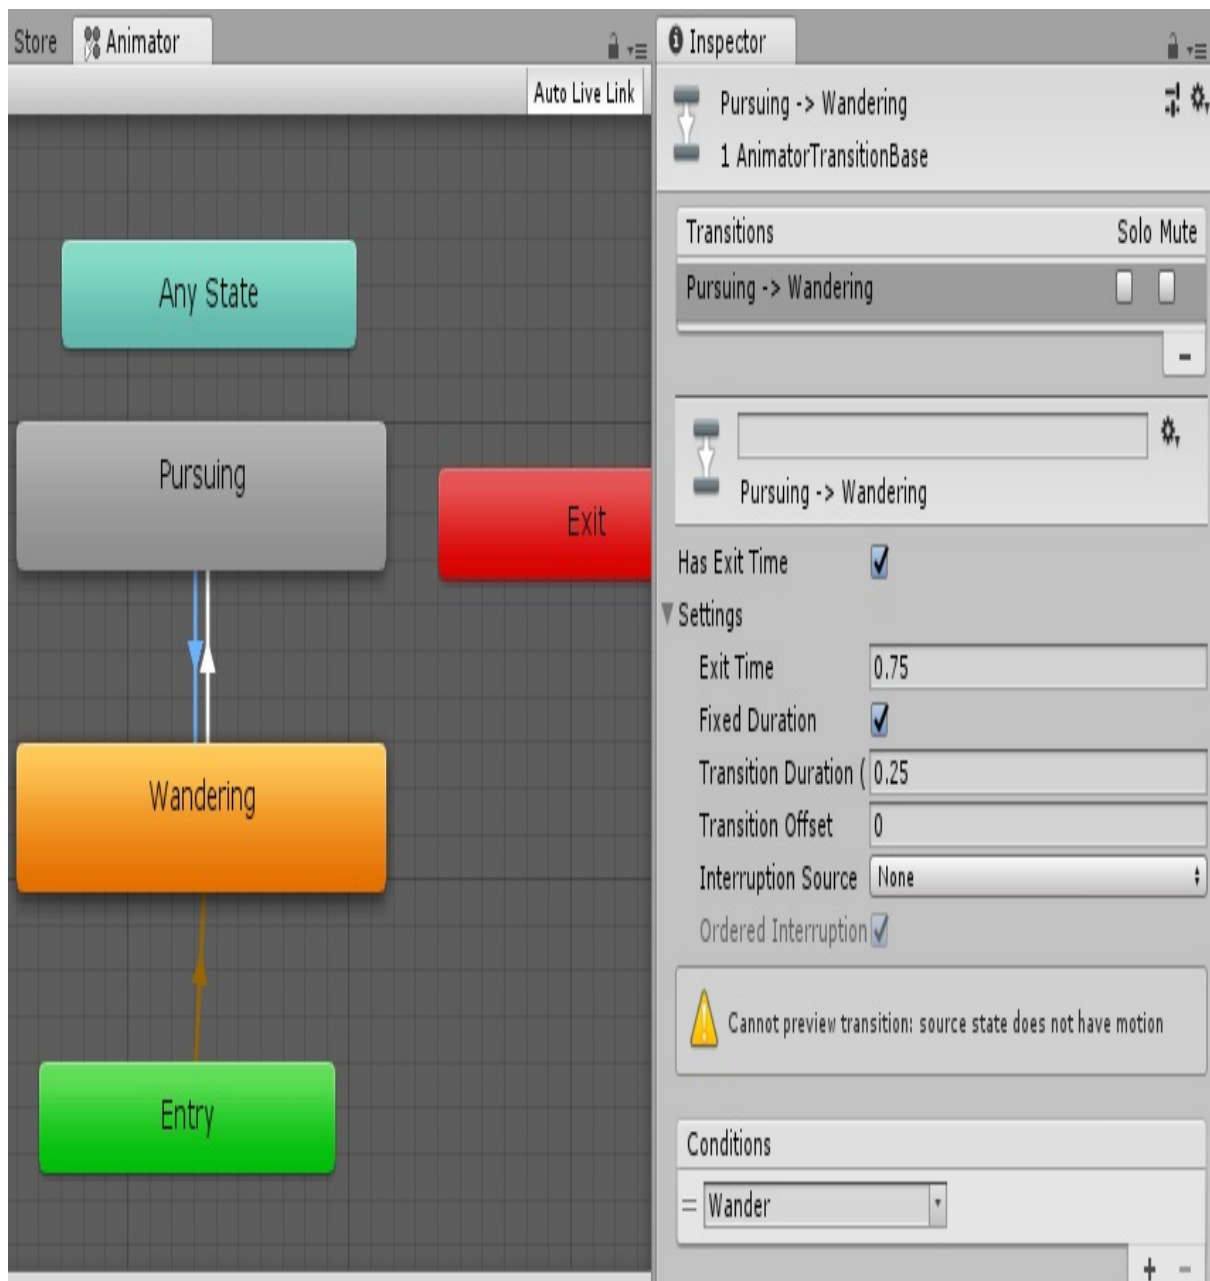 Store
Animator
Auto Live Link
Any State
Pursuing
Exit
Wandering
Entry
Inspector
Pursuing -> Wandering
1 AnimatorTransitionBase
Transitions Solo Mute
Pursuing -> Wandering
Pursuing -> Wandering
Has Exit Time
Settings
Exit Time 0.75
Fixed Duration
Transition Duration ( 0.25
Transition Offset 0
Interruption Source None
Ordered Interruption
Cannot preview transition: source state does not have motion
Conditions
Wander